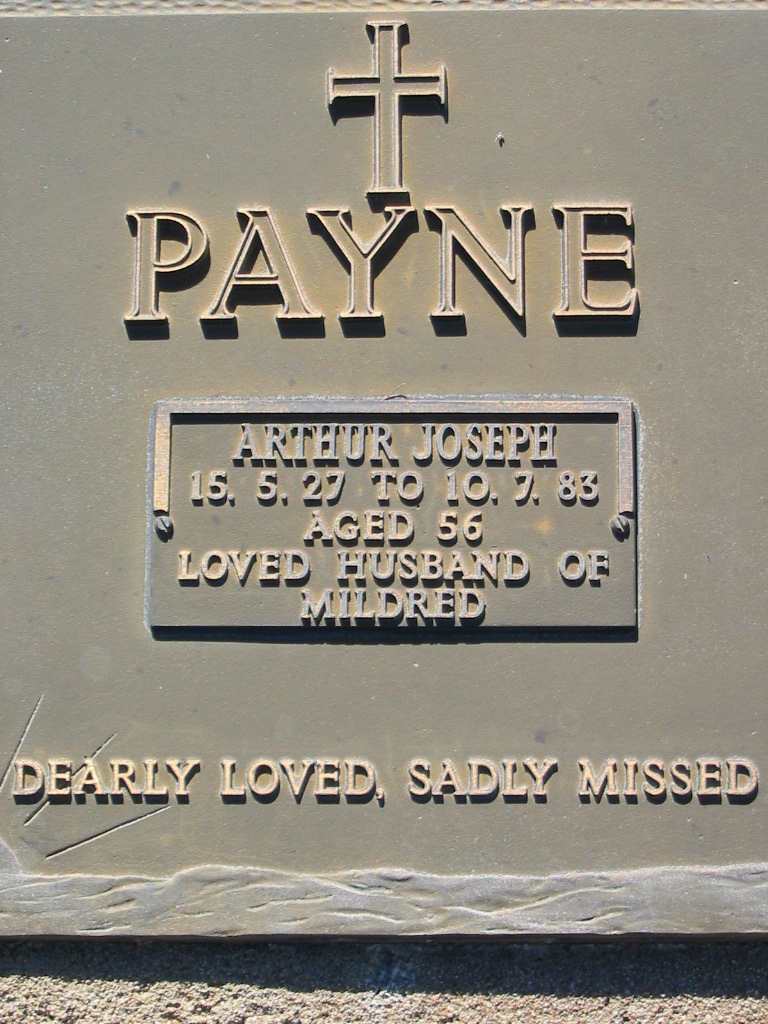 PAYNE
ARTHUR JOSEPH
15. 5. 27 TO 10. 7. 83
AGED 56
LOVED HUSBAND OF
MILDRED
DEARLY LOVED, SADLY MISSED